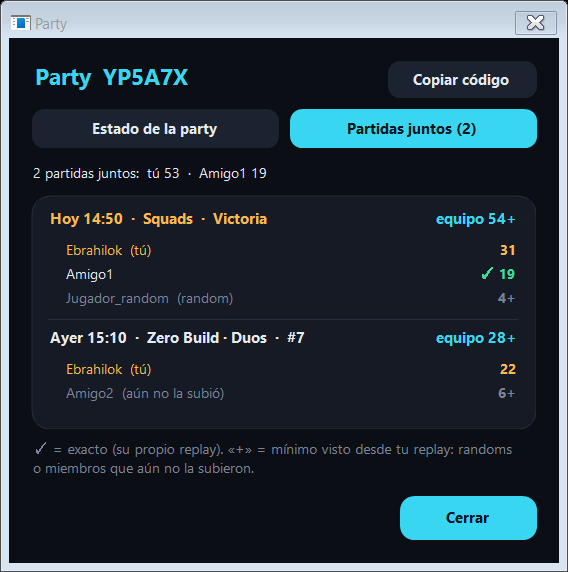 Party
Party YP5A7X
Copiar código
Estado de la party
Partidas juntos (2)
2 partidas juntos: tú 53 · Amigo1 19
Hoy 14:50 · Squads · Victoria
equipo 54+
Ebrahilok (tú)
31
Amigo1
✓ 19
Jugador_random (random)
4+
Ayer 15:10 · Zero Build · Duos · #7
equipo 28+
Ebrahilok (tú)
22
Amigo2 (aún no la subió)
6+
✓ = exacto (su propio replay). «+» = mínimo visto desde tu replay: randoms
o miembros que aún no la subieron.
Cerrar